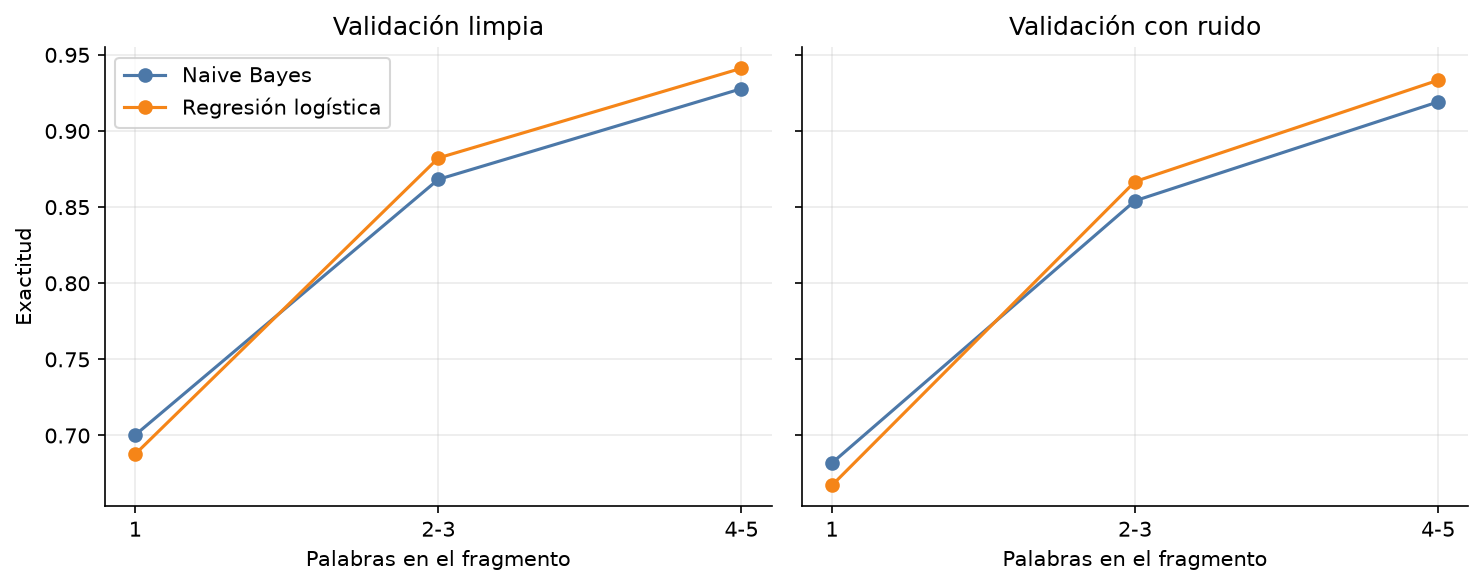 Validación limpia
Naive Bayes
Regresión logística
Exactitud
0.95
0.90
0.85
0.80
0.75
0.70
1
2-3
4-5
Palabras en el fragmento
Validación con ruido
1
2-3
4-5
Palabras en el fragmento